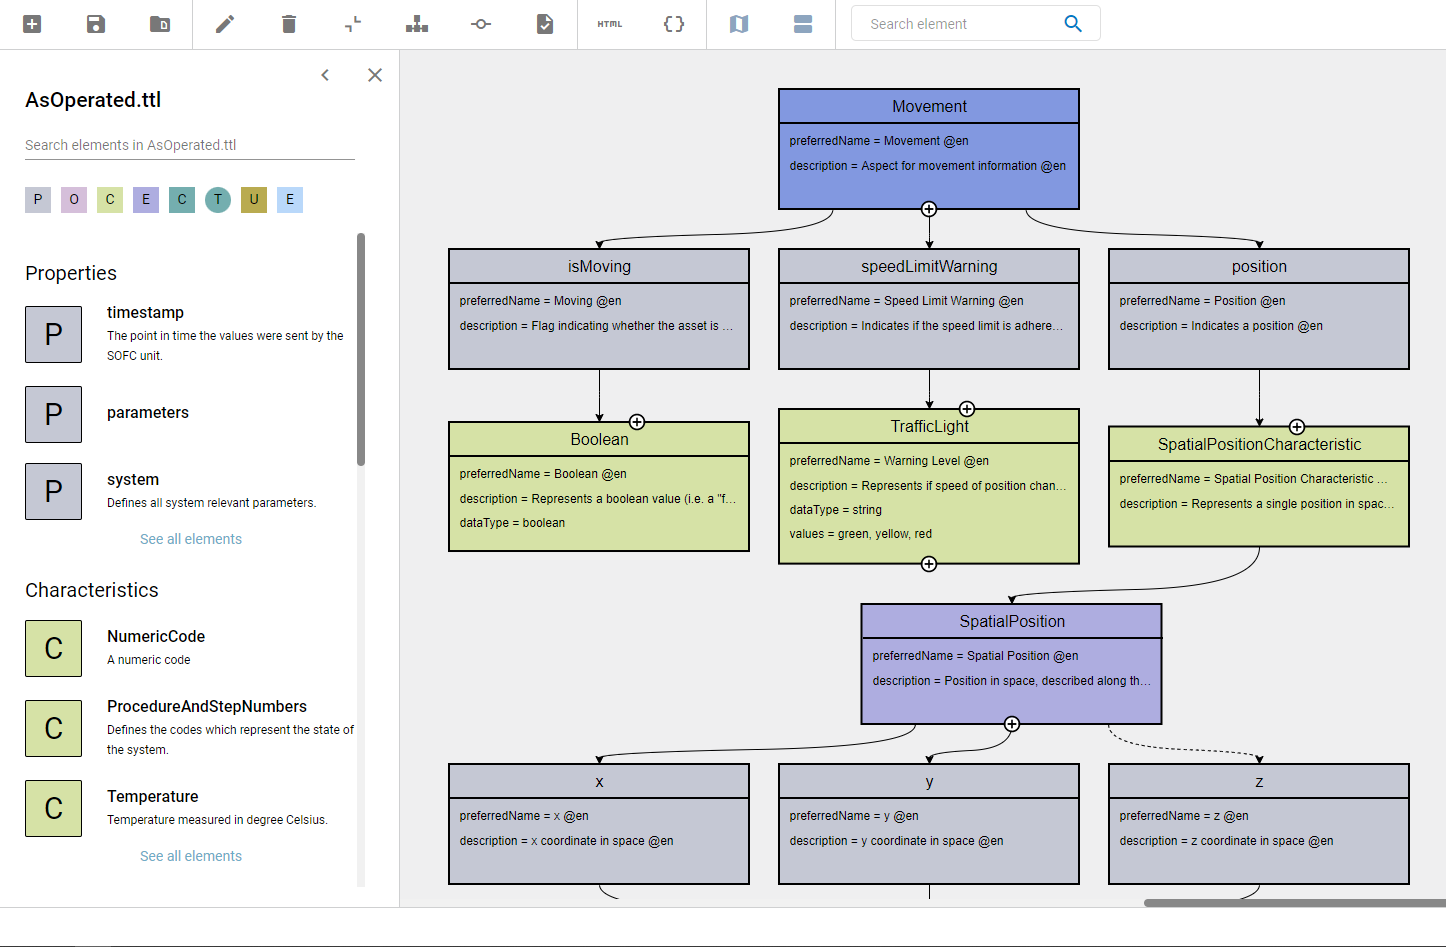 HTML
Search element
AsOperated.ttl
Search elements in AsOperated.ttl
P O C E C T U E
Properties
P
timestamp
The point in time the values were sent by the
SOFC unit.
P
parameters
P
system
Defines all system relevant parameters.
See all elements
Characteristics
C
NumericCode
A numeric code
C
ProcedureAndStepNumbers
Defines the codes which represent the state of
the system.
C
Temperature
Temperature measured in degree Celsius.
See all elements
Movement
preferredName = Movement @en
description = Aspect for movement information @en
isMoving
preferredName = Moving @en
description = Flag indicating whether the asset is ...
speedLimitWarning
preferredName = Speed Limit Warning @en
description = Indicates if the speed limit is adhere...
position
preferredName = Position @en
description = Indicates a position @en
Boolean
preferredName = Boolean @en
description = Represents a boolean value (i.e. a "f...
dataType = boolean
TrafficLight
preferredName = Warning Level @en
description = Represents if speed of position chan...
dataType = string
values = green, yellow, red
SpatialPositionCharacteristic
preferredName = Spatial Position Characteristic ...
description = Represents a single position in spac...
SpatialPosition
preferredName = Spatial Position @en
description = Position in space, described along th...
x
preferredName = x @en
description = x coordinate in space @en
y
preferredName = y @en
description = y coordinate in space @en
z
preferredName = z @en
description = z coordinate in space @en